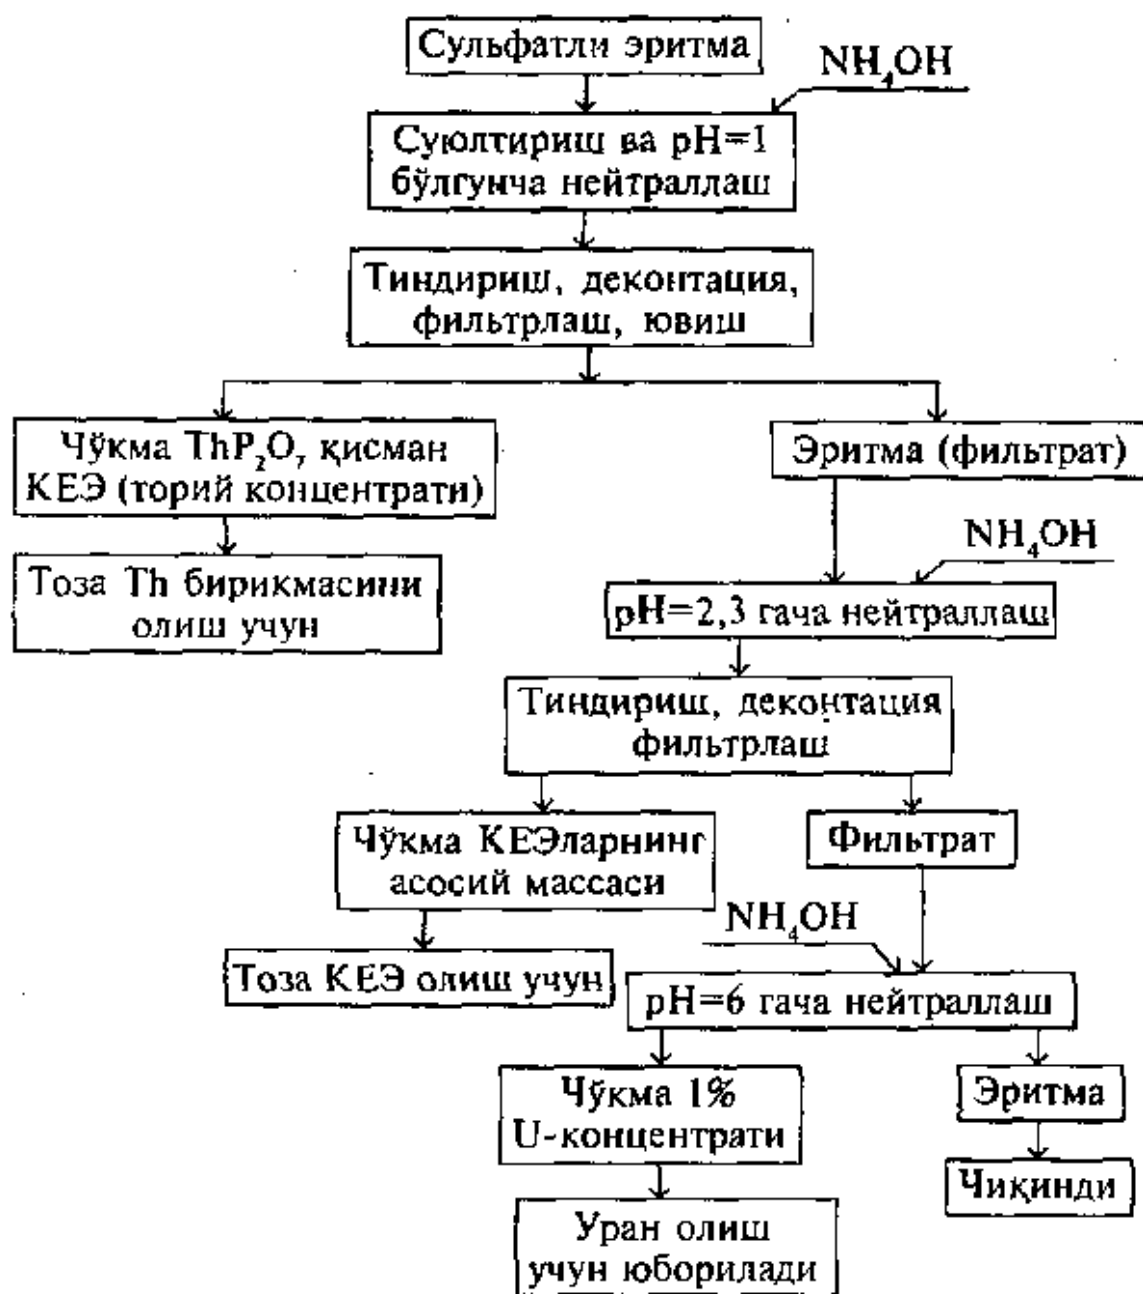 Сульфатли эритма
NH₄OH
Суюлтириш ва pH=1
бўлгунча нейтраллаш
Тиндириш, деконтация,
фильтрлаш, ювиш
Чўкма ThP₂O₇ қисман
КЕЭ (торий концентрати)
Эритма (фильтрат)
Тоза Th бирикмасини
олиш учун
NH₄OH
pH=2,3 гача нейтраллаш
Тиндириш, деконтация
фильтрлаш
Чўкма КЕЭларнинг
асосий массаси
Фильтрат
Тоза КЕЭ олиш учун
NH₄OH
pH=6 гача нейтраллаш
Чўкма 1%
U-концентрати
Эритма
Чиқинди
Уран олиш
учун юборилади